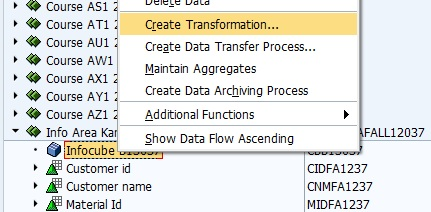 Delete Data
Create Transformation...
Create Data Transfer Process...
Maintain Aggregates
Create Data Archiving Process
Additional Functions
Show Data Flow Ascending
Course AS1 2
Course AT1 2
Course AU1 2
Course AW1 2
Course AX1 2
Course AY1 2
Course AZ1 2
Info Area Kan AFALL12037
Infocube
Customer id CIDFA1237
Customer name CNMFA1237
Material Id MIDFA1237